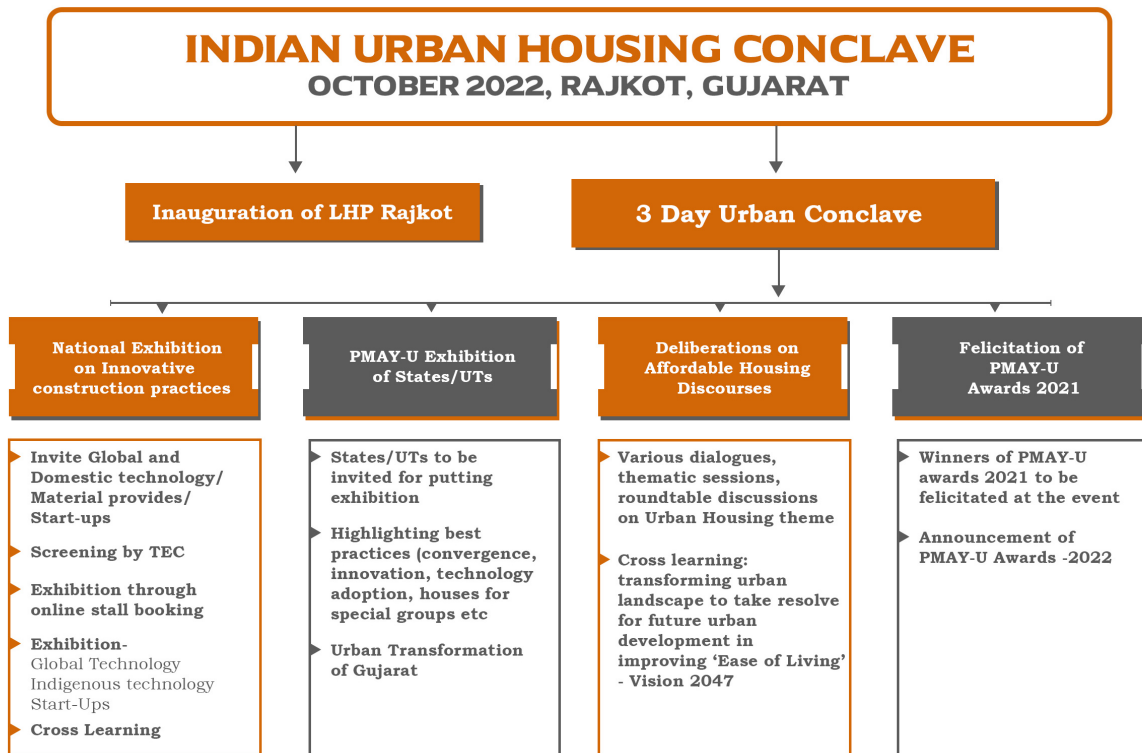 INDIAN URBAN HOUSING CONCLAVE
OCTOBER 2022, RAJKOT, GUJARAT
Inauguration of LHP Rajkot
3 Day Urban Conclave
National Exhibition
on Innovative
construction practices
Invite Global and
Domestic technology/
Material provides/
Start-ups
Screening by TEC
Exhibition through
online stall booking
Exhibition-
Global Technology
Indigenous technology
Start-Ups
Cross Learning
PMAY-U Exhibition
of States/UTs
States/UTs to be
invited for putting
exhibition
Highlighting best
practices (convergence,
innovation, technology
adoption, houses for
special groups etc
Urban Transformation
of Gujarat
Deliberations on
Affordable Housing
Discourses
Various dialogues,
thematic sessions,
roundtable discussions
on Urban Housing theme
Cross learning:
transforming urban
landscape to take resolve
for future urban
development in
improving ‘Ease of Living’
- Vision 2047
Felicitation of
PMAY-U
Awards 2021
Winners of PMAY-U
awards 2021 to be
felicitated at the event
Announcement of
PMAY-U Awards -2022